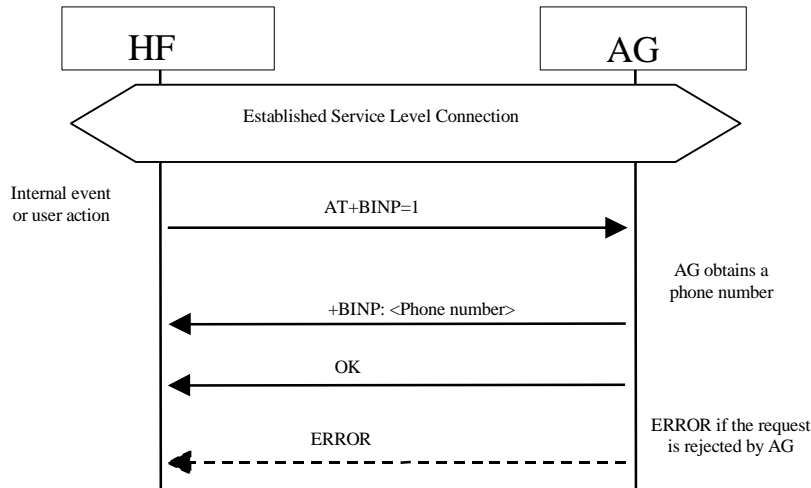 HF
AG
Established Service Level Connection
Internal event
or user action
AT+BINP=1
AG obtains a
phone number
+BINP: <Phone number>
OK
ERROR
ERROR if the request
is rejected by AG